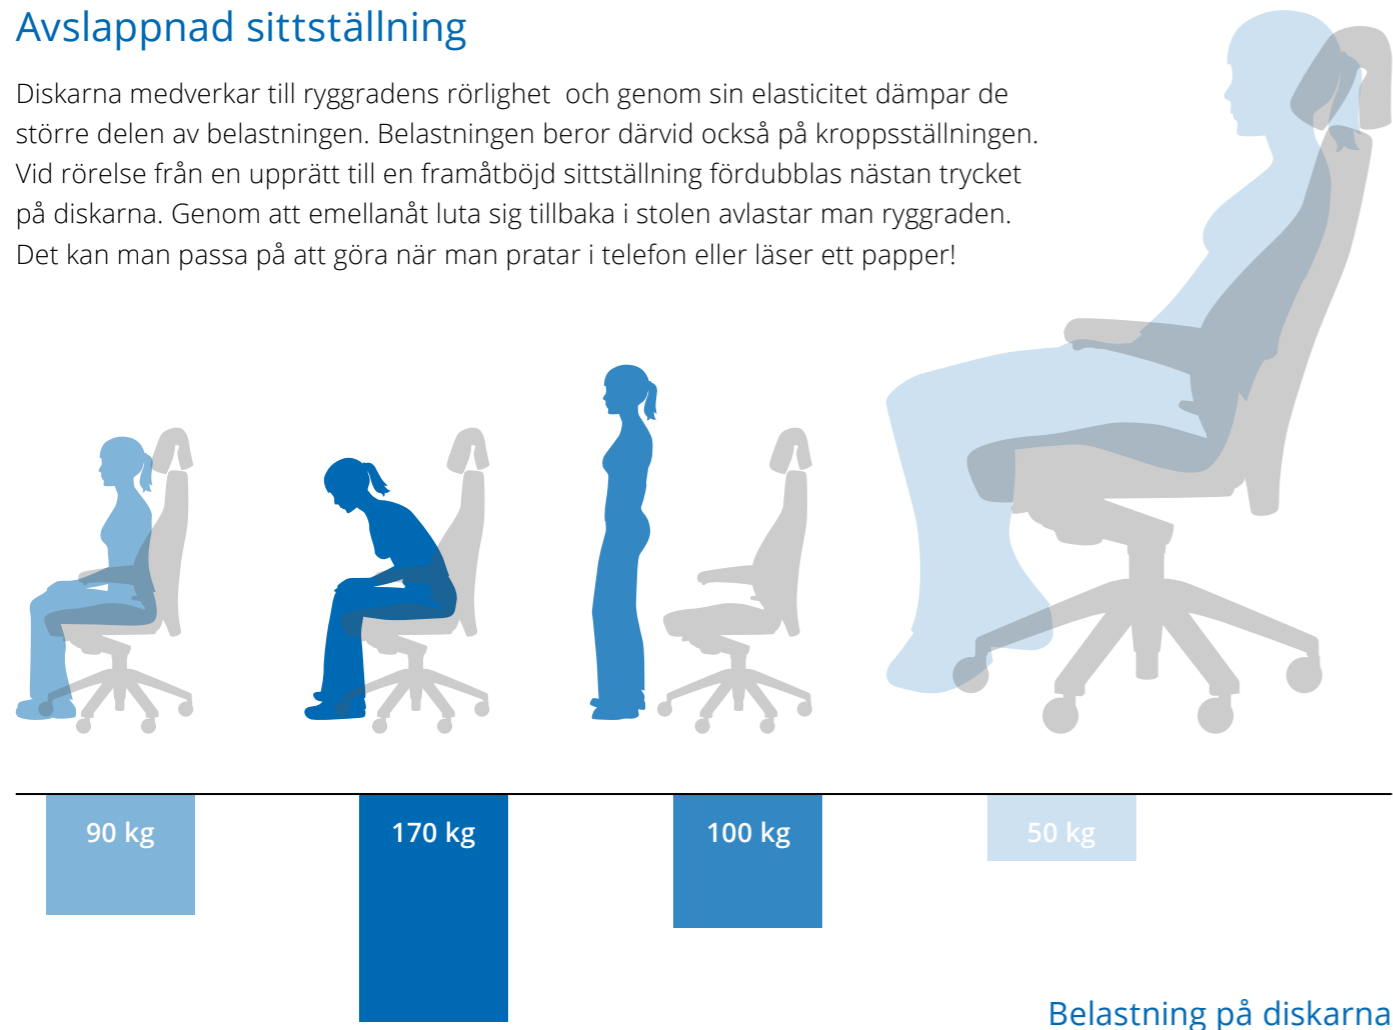 Avslappnad sittställning
Diskarna medverkar till ryggradens rörlighet och genom sin elasticitet dämpar de
större delen av belastningen. Belastningen beror därvid också på kroppsställningen.
Vid rörelse från en upprätt till en framåtböjd sittställning fördubblas nästan trycket
på diskarna. Genom att emellanåt luta sig tillbaka i stolen avlastar man ryggraden.
Det kan man passa på att göra när man pratar i telefon eller läser ett papper!
90 kg
170 kg
100 kg
50 kg
Belastning på diskarna